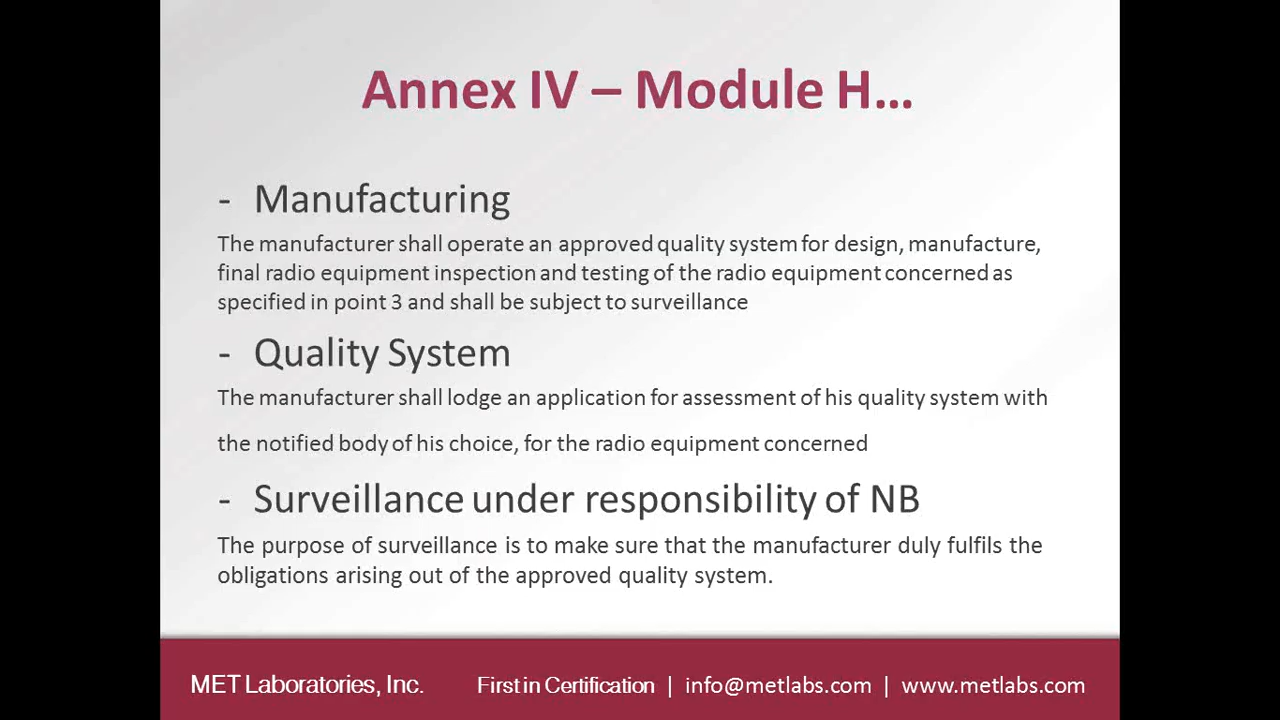 Annex IV – Module H...
- Manufacturing
The manufacturer shall operate an approved quality system for design, manufacture,
final radio equipment inspection and testing of the radio equipment concerned as
specified in point 3 and shall be subject to surveillance
- Quality System
The manufacturer shall lodge an application for assessment of his quality system with
the notified body of his choice, for the radio equipment concerned
- Surveillance under responsibility of NB
The purpose of surveillance is to make sure that the manufacturer duly fulfils the
obligations arising out of the approved quality system.
MET Laboratories, Inc. First in Certification | info@metlabs.com | www.metlabs.com